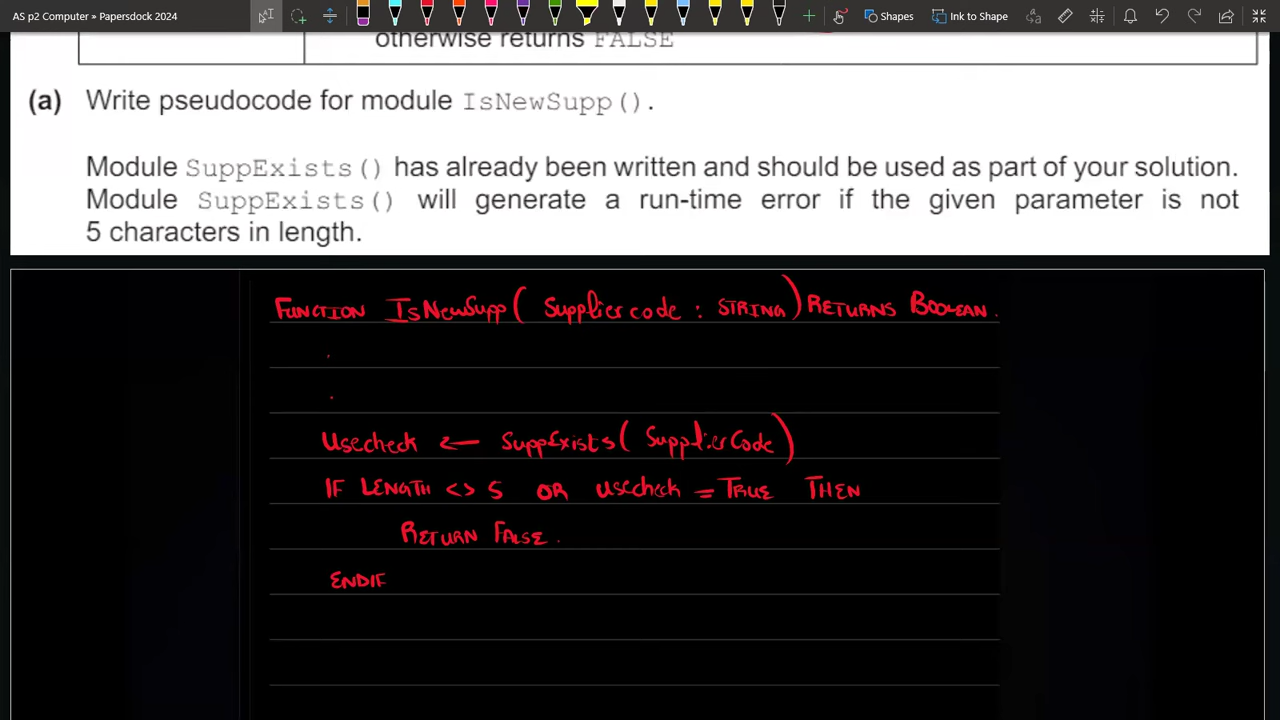 AS p2 Computer » Papersdock 2024
Shapes
Ink to Shape
otherwise returns FALSE
(a) Write pseudocode for module IsNewSupp().
Module SuppExists() has already been written and should be used as part of your solution.
Module SuppExists() will generate a run-time error if the given parameter is not
5 characters in length.
FUNCTION IsNewSupp( Suppliercode : STRING) RETURNS BOOLEAN.
.
.
Usecheck ← SuppExists( SupplierCode )
IF LENGTH <> 5 OR usecheck = TRUE THEN
RETURN FALSE.
ENDIF